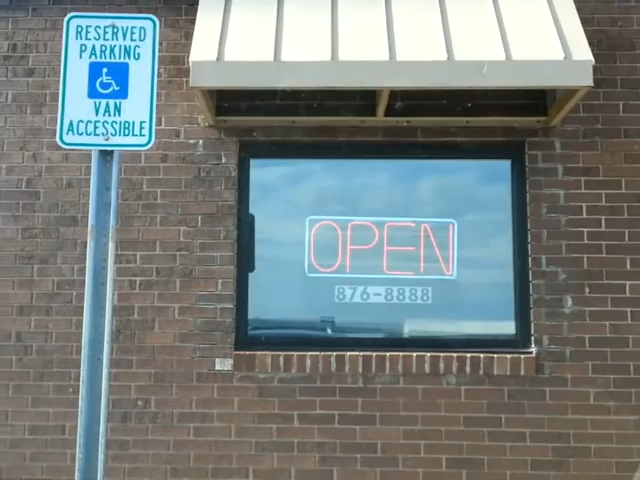 RESERVED
PARKING
VAN
ACCESSIBLE
OPEN
876-8888